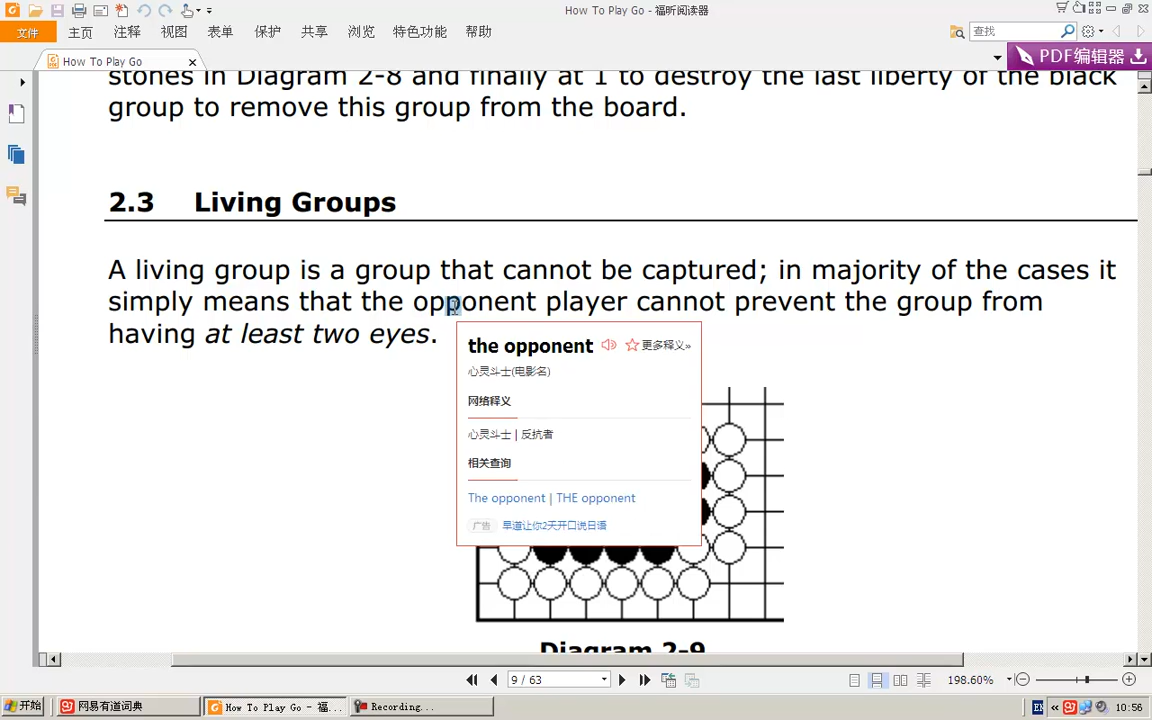 How To Play Go - 福昕阅读器
文件 主页 注释 视图 表单 保护 共享 浏览 特色功能 帮助 查找
How To Play Go PDF编辑器
stones in Diagram 2-8 and finally at 1 to destroy the last liberty of the black
group to remove this group from the board.
2.3 Living Groups
A living group is a group that cannot be captured; in majority of the cases it
simply means that the opponent player cannot prevent the group from
having at least two eyes.
the opponent 更多释义»
心灵斗士(电影名)
网络释义
心灵斗士 | 反抗者
相关查询
The opponent | THE opponent
广告 早道让你2天开口说日语
Diagram 2-9
9 / 63 198.60%
开始 网易有道词典 How To Play Go - 福... Recording... EN « 10:56